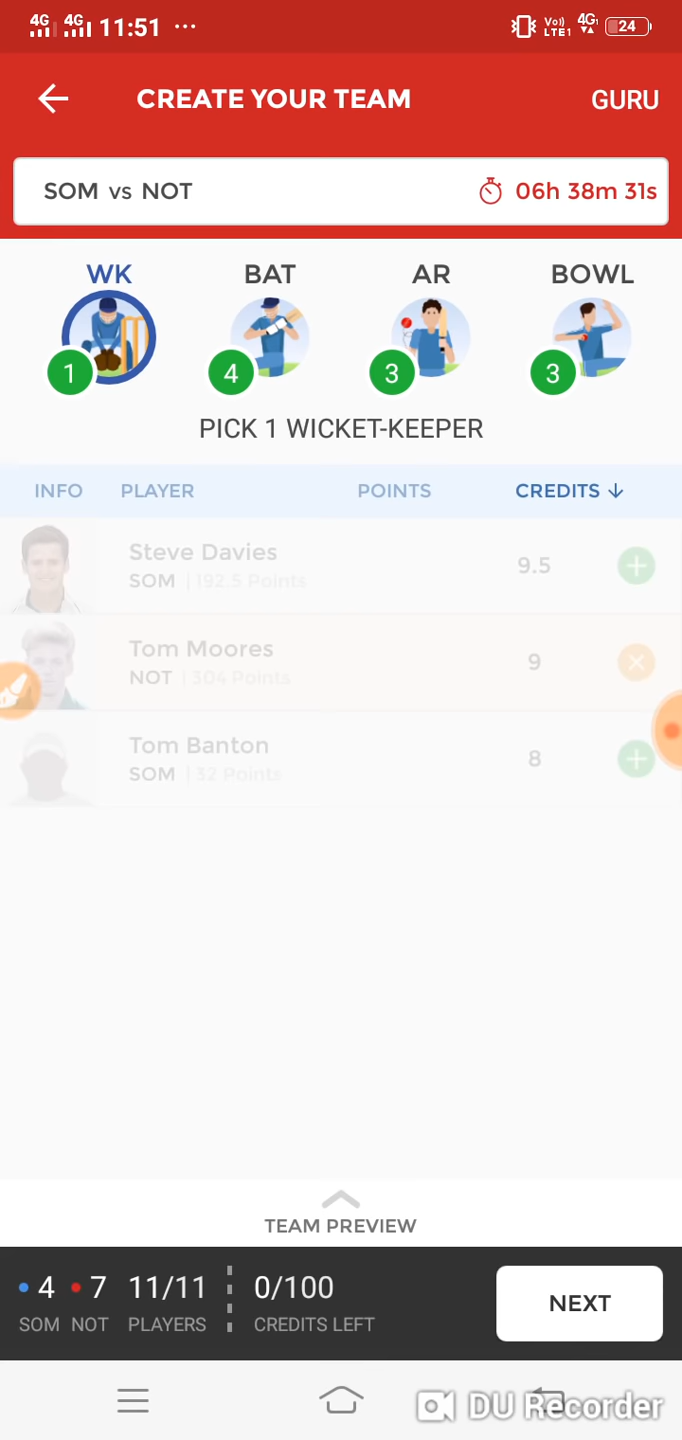 4G 4G 11:51 ... Vo)) LTE1 4G 24
CREATE YOUR TEAM GURU
SOM vs NOT 06h 38m 31s
WK BAT AR BOWL
1 4 3 3
PICK 1 WICKET-KEEPER
INFO PLAYER POINTS CREDITS ↓
Steve Davies
SOM | 192.5 Points 9.5
Tom Moores
NOT | 304 Points 9
Tom Banton
SOM | 32 Points 8
TEAM PREVIEW
4 7 11/11 0/100
SOM NOT PLAYERS CREDITS LEFT
NEXT
DU Recorder